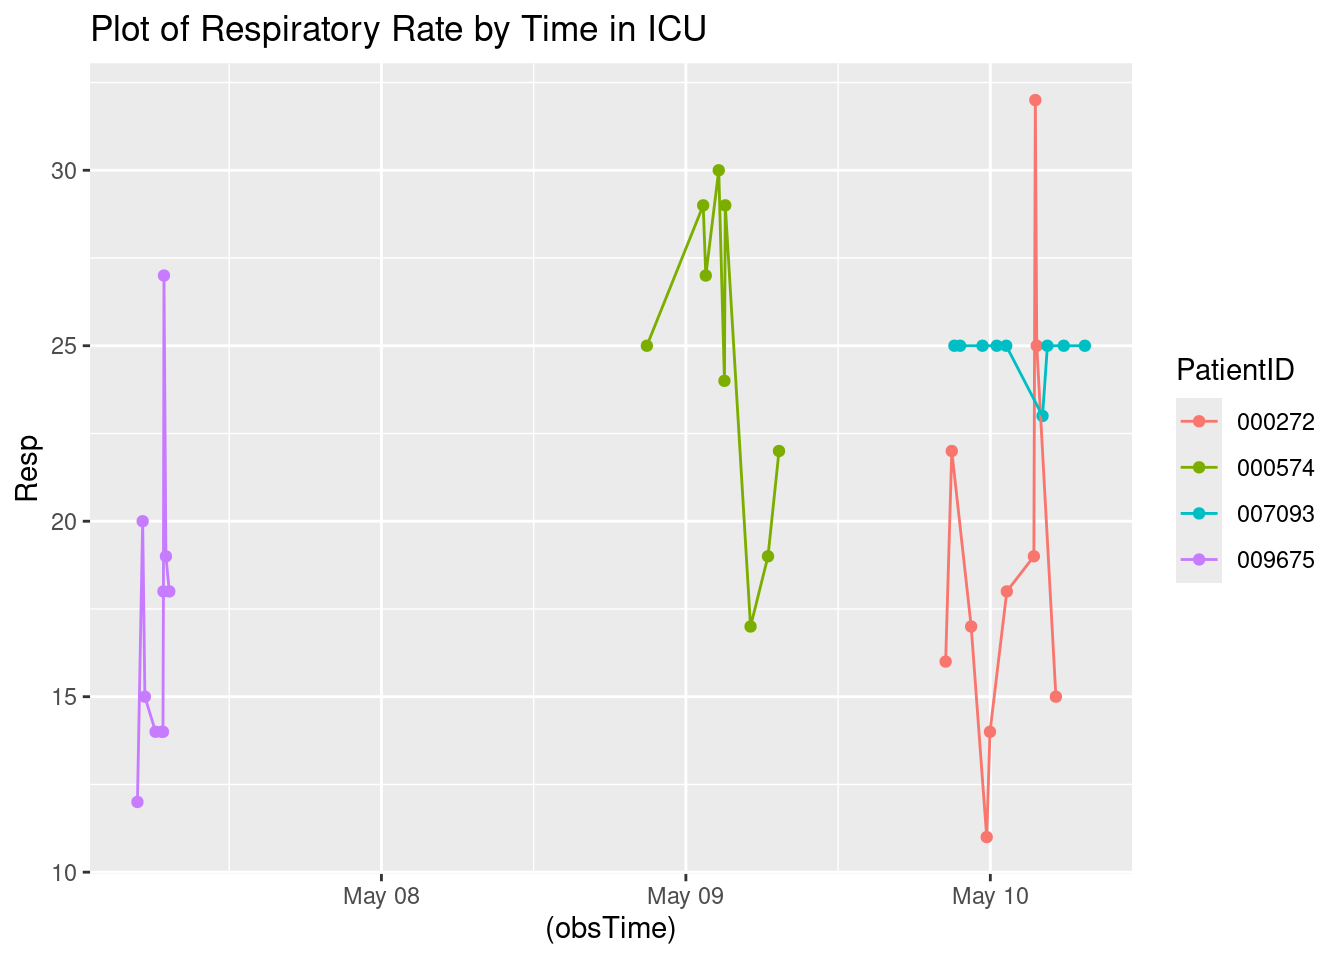 Plot of Respiratory Rate by Time in ICU
30
25
20
15
10
Resp
May 08
May 09
May 10
(obsTime)
PatientID
000272
000574
007093
009675